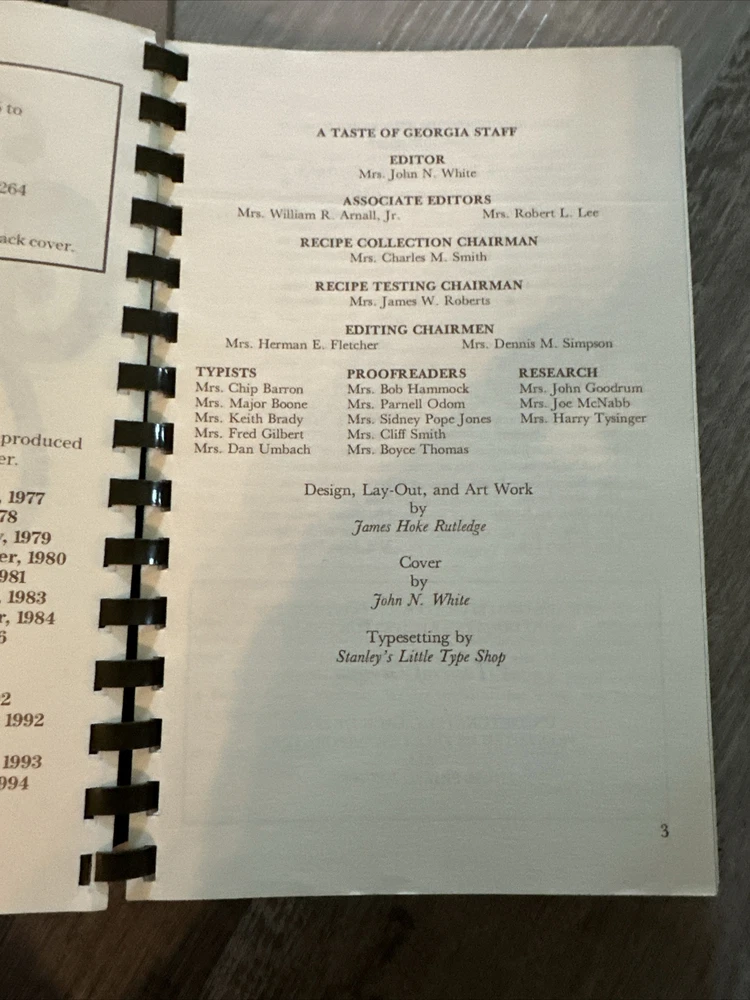 to
264
ack cover.
produced
er.
, 1977
78
, 1979
er, 1980
981
, 1983
r, 1984
6
2
, 1992
1993
994
A TASTE OF GEORGIA STAFF
EDITOR
Mrs. John N. White
ASSOCIATE EDITORS
Mrs. William R. Arnall, Jr. Mrs. Robert L. Lee
RECIPE COLLECTION CHAIRMAN
Mrs. Charles M. Smith
RECIPE TESTING CHAIRMAN
Mrs. James W. Roberts
EDITING CHAIRMEN
Mrs. Herman E. Fletcher Mrs. Dennis M. Simpson
TYPISTS PROOFREADERS RESEARCH
Mrs. Chip Barron Mrs. Bob Hammock Mrs. John Goodrum
Mrs. Major Boone Mrs. Parnell Odom Mrs. Joe McNabb
Mrs. Keith Brady Mrs. Sidney Pope Jones Mrs. Harry Tysinger
Mrs. Fred Gilbert Mrs. Cliff Smith
Mrs. Dan Umbach Mrs. Boyce Thomas
Design, Lay-Out, and Art Work
by
James Hoke Rutledge
Cover
by
John N. White
Typesetting by
Stanley's Little Type Shop
3